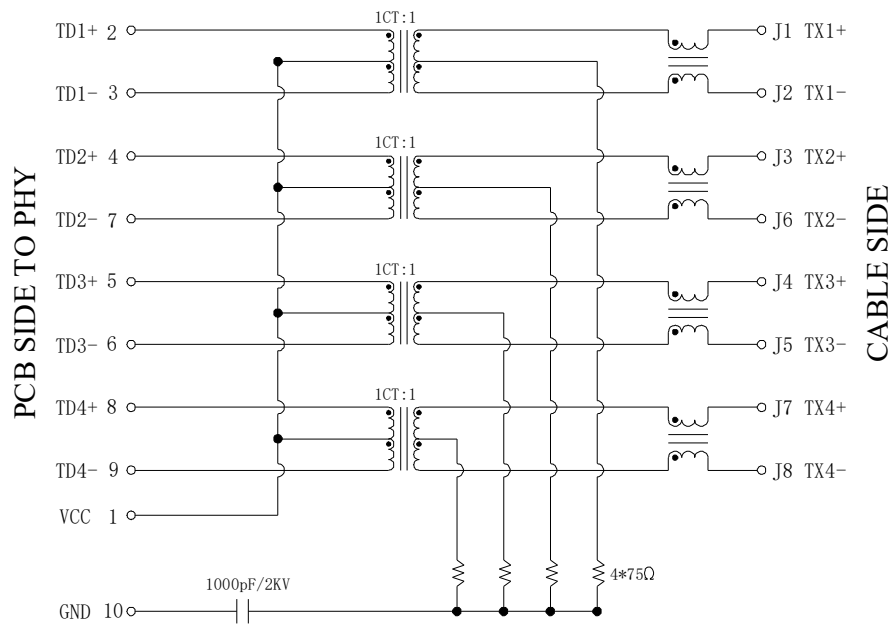 1CT:1
TD1+ 2
J1 TX1+
TD1- 3
J2 TX1-
1CT:1
TD2+ 4
J3 TX2+
TD2- 7
J6 TX2-
1CT:1
TD3+ 5
J4 TX3+
TD3- 6
J5 TX3-
1CT:1
TD4+ 8
J7 TX4+
TD4- 9
J8 TX4-
VCC 1
1000pF/2KV
4*75Ω
GND 10
PCB SIDE TO PHY
CABLE SIDE